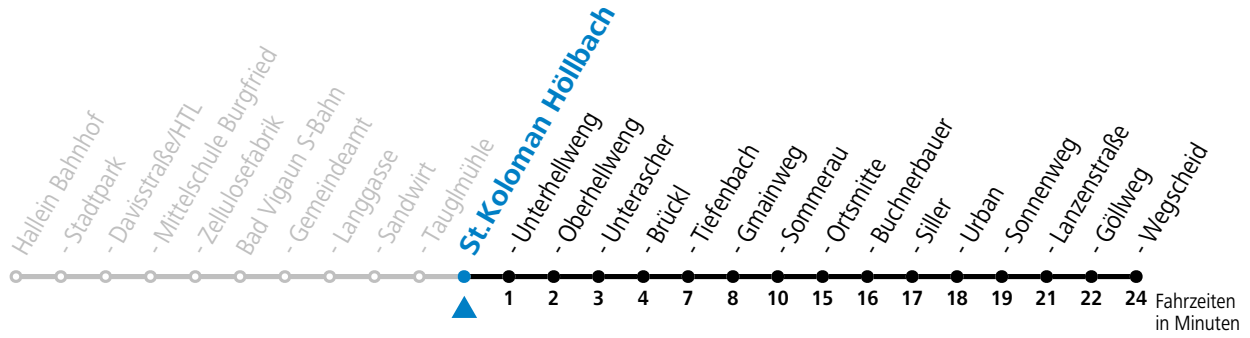 Hallein Bahnhof
- Stadtpark
- Davisstraße/HTL
- Mittelschule Burgfried
- Zellulosefabrik
Bad Vigaun S-Bahn
- Gemeindeamt
- Langgasse
- Sandwirt
- Tauglmühle
St.Koloman Höllbach
- Unterhellweng
- Oberhellweng
- Unterascher
- Brückl
- Tiefenbach
- Gmainweg
- Sommerau
- Ortsmitte
- Buchnerbauer
- Siller
- Urban
- Sonnenweg
- Lanzenstraße
- Göllweg
- Wegscheid
1 2 3 4 7 8 10 15 16 17 18 19 21 22 24 Fahrzeiten
in Minuten